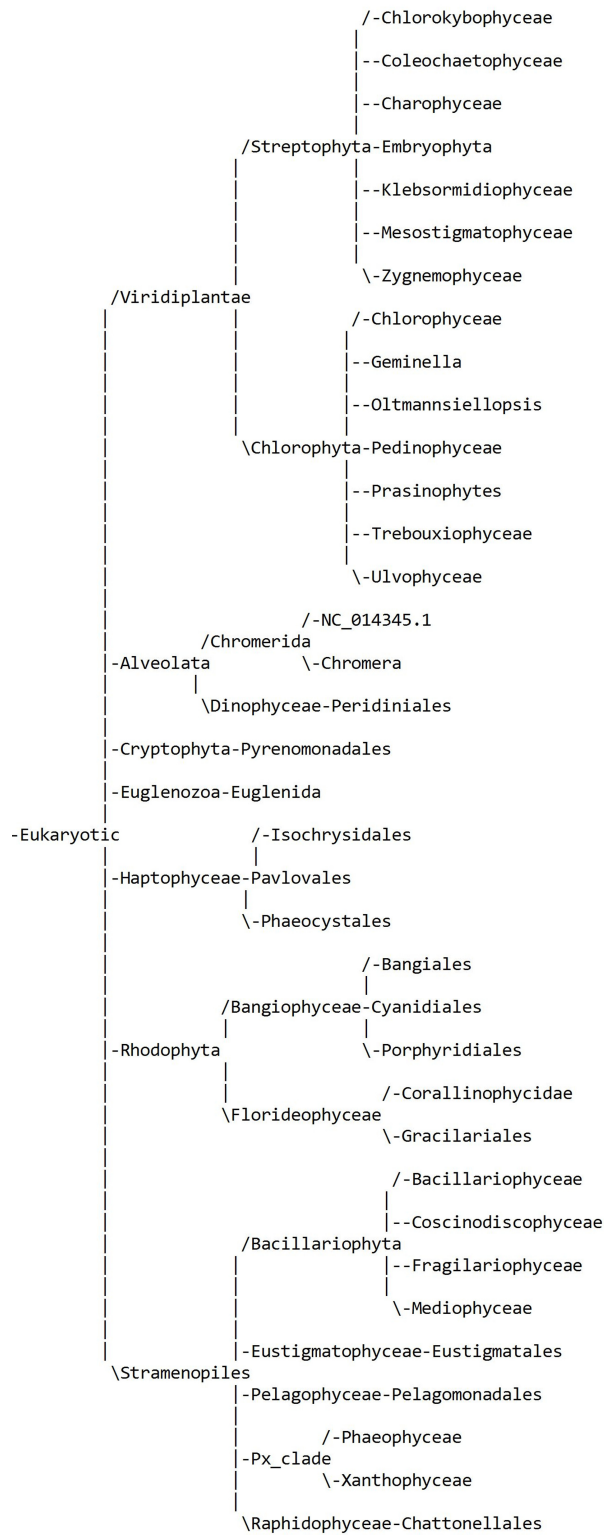 /-Chlorokybophyceae
|
|--Coleochaetophyceae
|
|--Charophyceae
|
/Streptophyta-Embryophyta
| |
| |--Klebsormidiophyceae
| |
| |--Mesostigmatophyceae
| |
| \-Zygnemophyceae
/Viridiplantae
| | /-Chlorophyceae
| | |
| | |--Geminella
| | |
| | |--Oltmannsiellopsis
| | |
| \Chlorophyta-Pedinophyceae
| |
| |--Prasinophytes
| |
| |--Trebouxiophyceae
| |
| \-Ulvophyceae
|
| /-NC_014345.1
| /Chromerida
|-Alveolata \-Chromera
| |
| \Dinophyceae-Peridiniales
|
|-Cryptophyta-Pyrenomonadales
|
|-Euglenozoa-Euglenida
|
-Eukaryotic /-Isochrysidales
| |
|-Haptophyceae-Pavlovales
| |
| \-Phaeocystales
|
| /-Bangiales
| |
| /Bangiophyceae-Cyanidiales
| | |
|-Rhodophyta \-Porphyridiales
| |
| | /-Corallinophycidae
| \Florideophyceae
| \-Gracilariales
|
| /-Bacillariophyceae
| |
| |--Coscinodiscophyceae
| /Bacillariophyta
| | |--Fragilariophyceae
| | |
| | \-Mediophyceae
| |
| |-Eustigmatophyceae-Eustigmatales
\Stramenopiles
|-Pelagophyceae-Pelagomonadales
|
| /-Phaeophyceae
|-Px_clade
| \-Xanthophyceae
|
\Raphidophyceae-Chattonellales